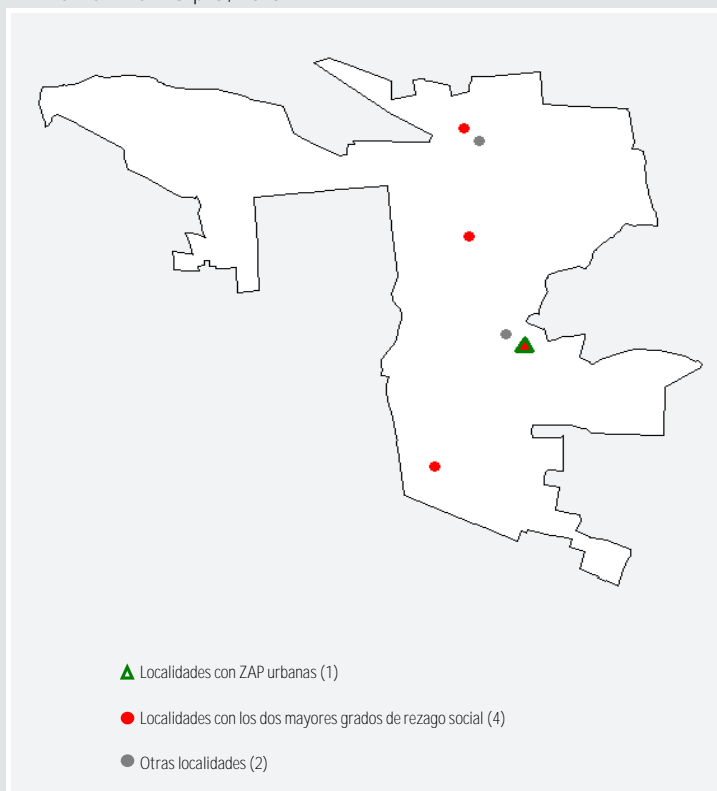 Localidades con ZAP urbanas (1)
Localidades con los dos mayores grados de rezago social (4)
Otras localidades (2)